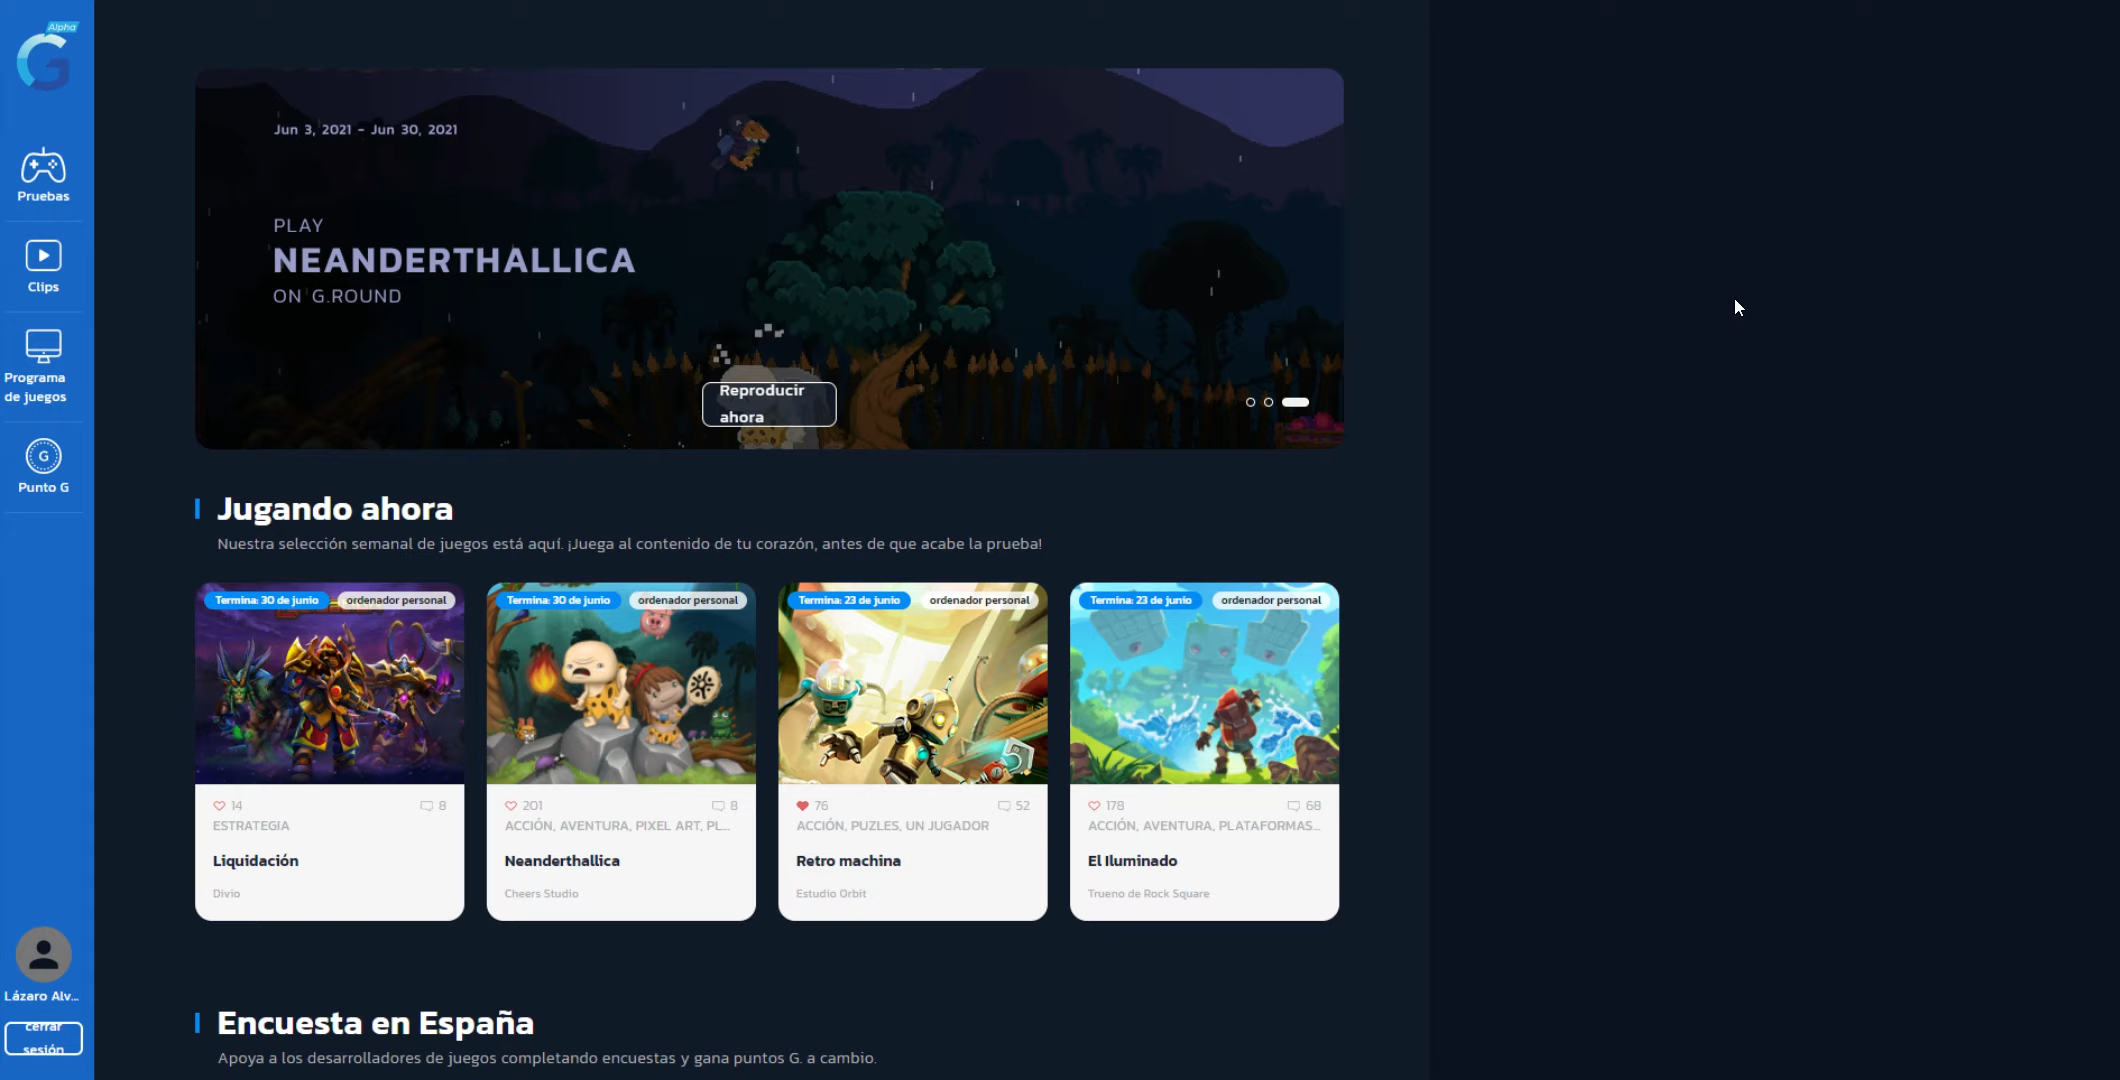 Alpha
G
Pruebas
Clips
Programa
de juegos
G
Punto G
Lázaro Alv...
cerrar
sesión
Jun 3, 2021 - Jun 30, 2021
PLAY
NEANDERTHALLICA
ON G.ROUND
Reproducir
ahora
Jugando ahora
Nuestra selección semanal de juegos está aquí. ¡Juega al contenido de tu corazón, antes de que acabe la prueba!
Termina: 30 de junio
ordenador personal
14
8
ESTRATEGIA
Liquidación
Divio
Termina: 30 de junio
ordenador personal
201
8
ACCIÓN, AVENTURA, PIXEL ART, PL...
Neanderthallica
Cheers Studio
Termina: 23 de junio
ordenador personal
76
52
ACCIÓN, PUZLES, UN JUGADOR
Retro machina
Estudio Orbit
Termina: 23 de junio
ordenador personal
178
68
ACCIÓN, AVENTURA, PLATAFORMAS...
El Iluminado
Trueno de Rock Square
Encuesta en España
Apoya a los desarrolladores de juegos completando encuestas y gana puntos G. a cambio.